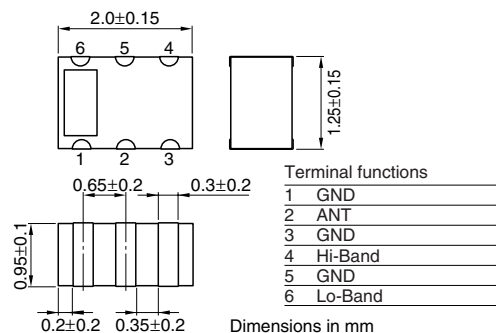 2.0±0.15
6 5 4
1 2 3
1.25±0.15
0.65±0.2 0.3±0.2
0.95±0.1
0.2±0.2 0.35±0.2
Terminal functions
1 GND
2 ANT
3 GND
4 Hi-Band
5 GND
6 Lo-Band
Dimensions in mm